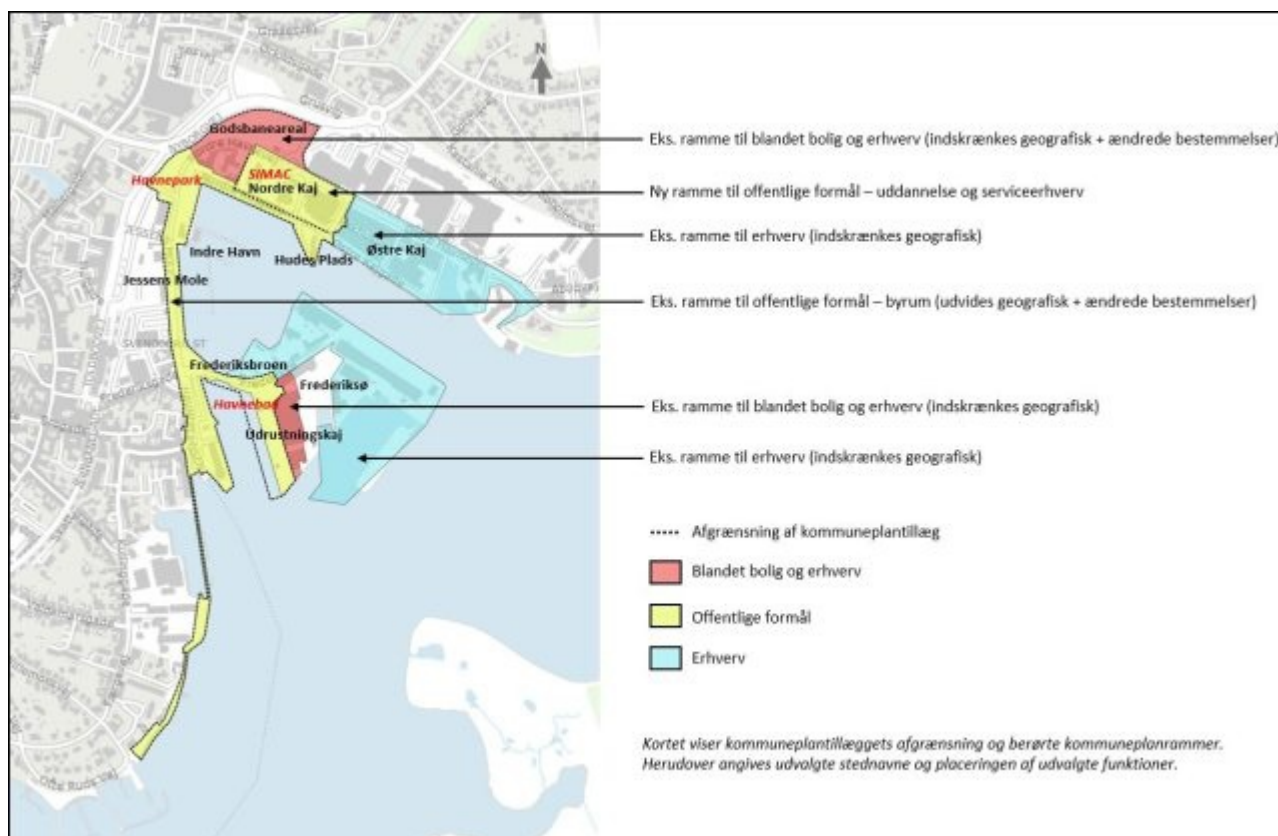 N
Godsbaneareal
Havnepark
SIMAC
Nordre Kaj
Indre Havn
Hudes Plads
Østre Kaj
Jessens Mole
Frederiksbroen
Frederiksø
Havnebad
Udrustningskaj
Eks. ramme til blandet bolig og erhverv (indskrænkes geografisk + ændrede bestemmelser)
Ny ramme til offentlige formål – uddannelse og serviceerhverv
Eks. ramme til erhverv (indskrænkes geografisk)
Eks. ramme til offentlige formål – byrum (udvides geografisk + ændrede bestemmelser)
Eks. ramme til blandet bolig og erhverv (indskrænkes geografisk)
Eks. ramme til erhverv (indskrænkes geografisk)
Afgrænsning af kommuneplantillæg
Blandet bolig og erhverv
Offentlige formål
Erhverv
Kortet viser kommuneplantillæggets afgrænsning og berørte kommuneplanrammer.
Herudover angives udvalgte stednavne og placeringen af udvalgte funktioner.